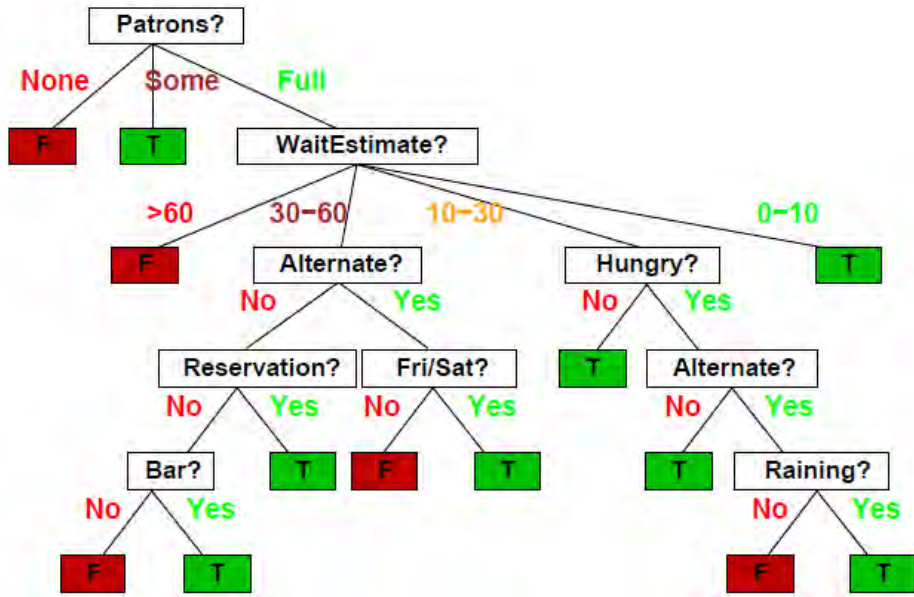 Patrons?
None Some Full
F T WaitEstimate?
>60 30−60 10−30 0−10
F Alternate? Hungry? T
No Yes No Yes
Reservation? Fri/Sat? T Alternate?
No Yes No Yes No Yes
Bar? T F T T Raining?
No Yes No Yes
F T F T